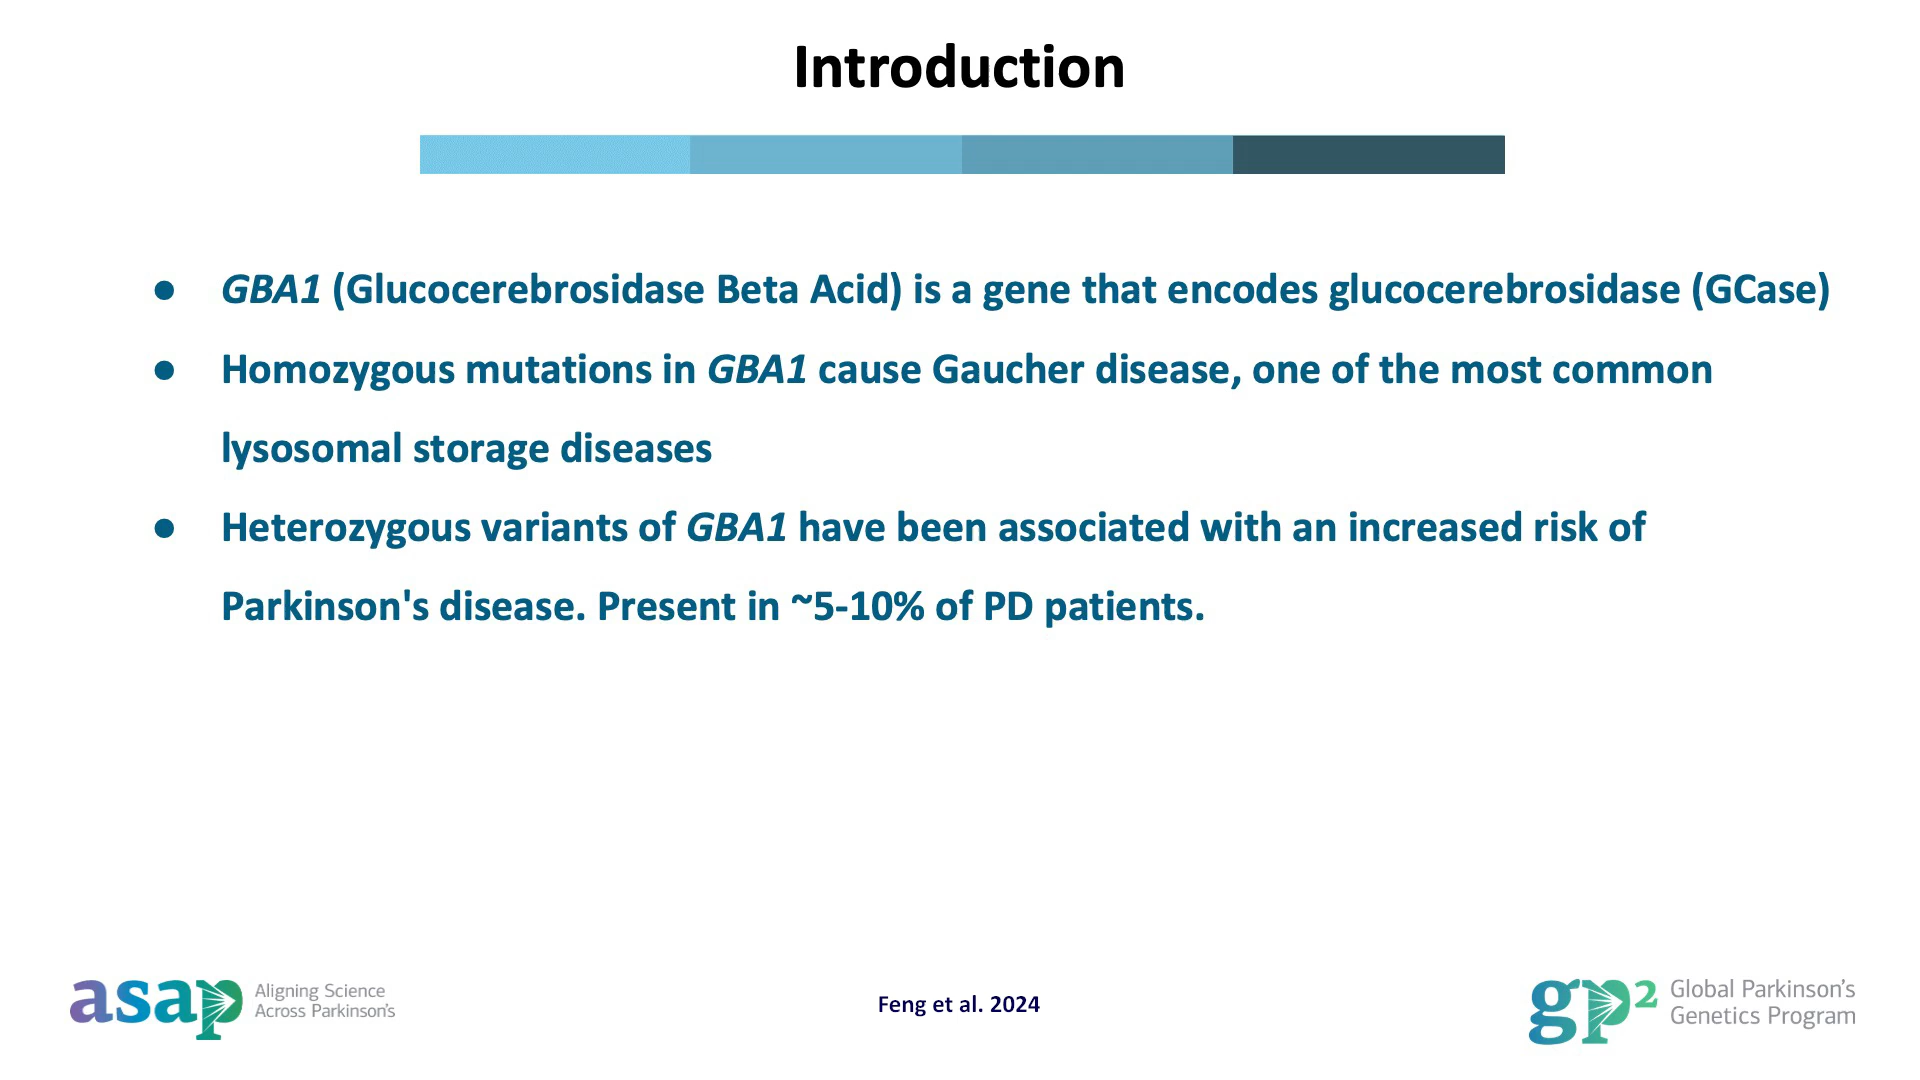 Introduction
● GBA1 (Glucocerebrosidase Beta Acid) is a gene that encodes glucocerebrosidase (GCase)
● Homozygous mutations in GBA1 cause Gaucher disease, one of the most common
lysosomal storage diseases
● Heterozygous variants of GBA1 have been associated with an increased risk of
Parkinson's disease. Present in ~5-10% of PD patients.
asap Aligning Science
Across Parkinson's
Feng et al. 2024
gp2 Global Parkinson's
Genetics Program